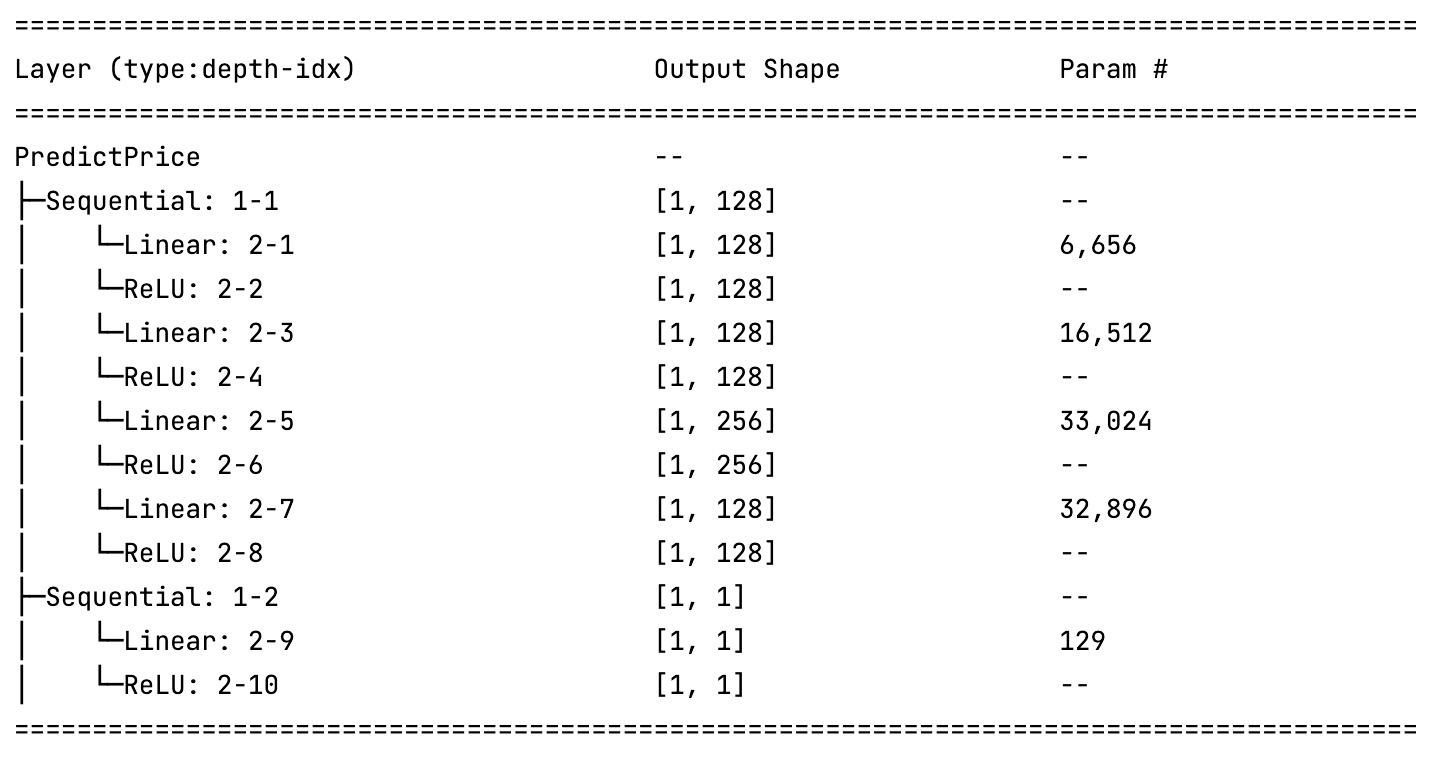 ==========================================================================================
Layer (type:depth-idx)                   Output Shape              Param #
==========================================================================================
PredictPrice                             --                        --
├─Sequential: 1-1                        [1, 128]                  --
│    └─Linear: 2-1                       [1, 128]                  6,656
│    └─ReLU: 2-2                         [1, 128]                  --
│    └─Linear: 2-3                       [1, 128]                  16,512
│    └─ReLU: 2-4                         [1, 128]                  --
│    └─Linear: 2-5                       [1, 256]                  33,024
│    └─ReLU: 2-6                         [1, 256]                  --
│    └─Linear: 2-7                       [1, 128]                  32,896
│    └─ReLU: 2-8                         [1, 128]                  --
├─Sequential: 1-2                        [1, 1]                    --
│    └─Linear: 2-9                       [1, 1]                    129
│    └─ReLU: 2-10                        [1, 1]                    --
==========================================================================================